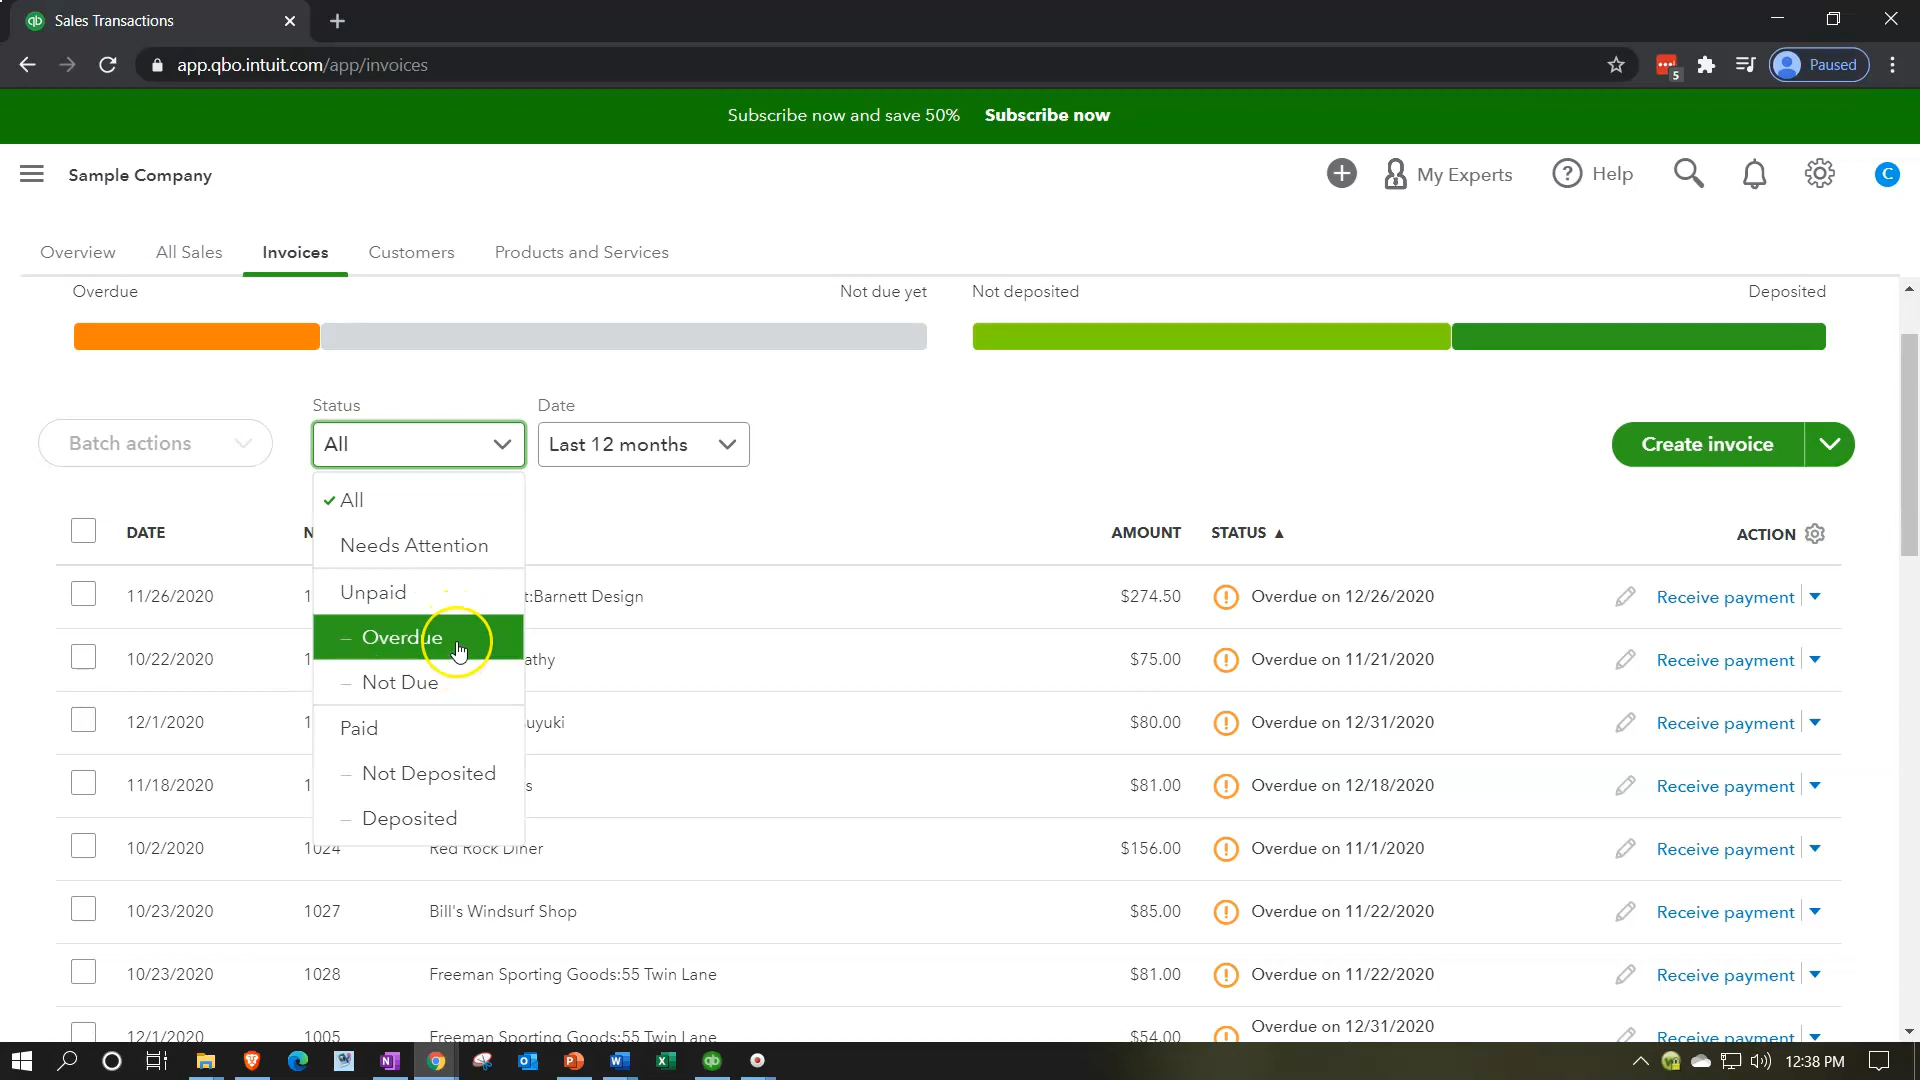 Sales Transactions
app.qbo.intuit.com/app/invoices
5
Paused
Subscribe now and save 50% Subscribe now
Sample Company
My Experts
? Help
C
Overview All Sales Invoices Customers Products and Services
Overdue Not due yet Not deposited Deposited
Status Date
Batch actions All Last 12 months Create invoice
All
Needs Attention
Unpaid
– Overdue
– Not Due
Paid
– Not Deposited
– Deposited
DATE N AMOUNT STATUS ▲ ACTION
11/26/2020 1 t:Barnett Design $274.50 Overdue on 12/26/2020 Receive payment
10/22/2020 1 athy $75.00 Overdue on 11/21/2020 Receive payment
12/1/2020 1 uyuki $80.00 Overdue on 12/31/2020 Receive payment
11/18/2020 1 s $81.00 Overdue on 12/18/2020 Receive payment
10/2/2020 1024 Red Rock Diner $156.00 Overdue on 11/1/2020 Receive payment
10/23/2020 1027 Bill's Windsurf Shop $85.00 Overdue on 11/22/2020 Receive payment
10/23/2020 1028 Freeman Sporting Goods:55 Twin Lane $81.00 Overdue on 11/22/2020 Receive payment
12/1/2020 1005 Freeman Sporting Goods:55 Twin Lane $54.00 Overdue on 12/31/2020 Receive payment
12:38 PM